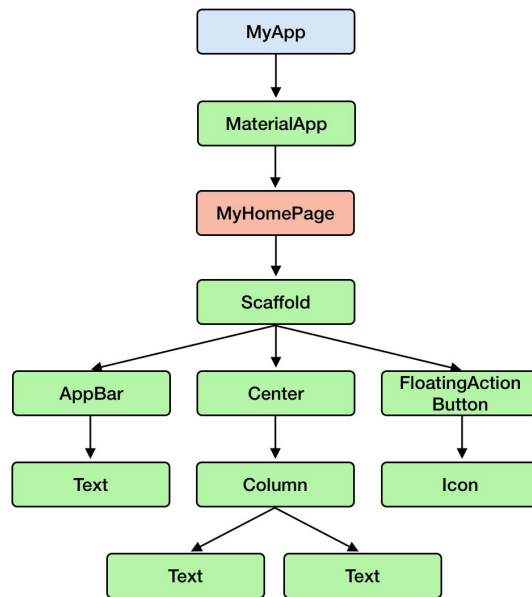 MyApp
MaterialApp
MyHomePage
Scaffold
AppBar
Center
FloatingAction
Button
Text
Column
Icon
Text
Text